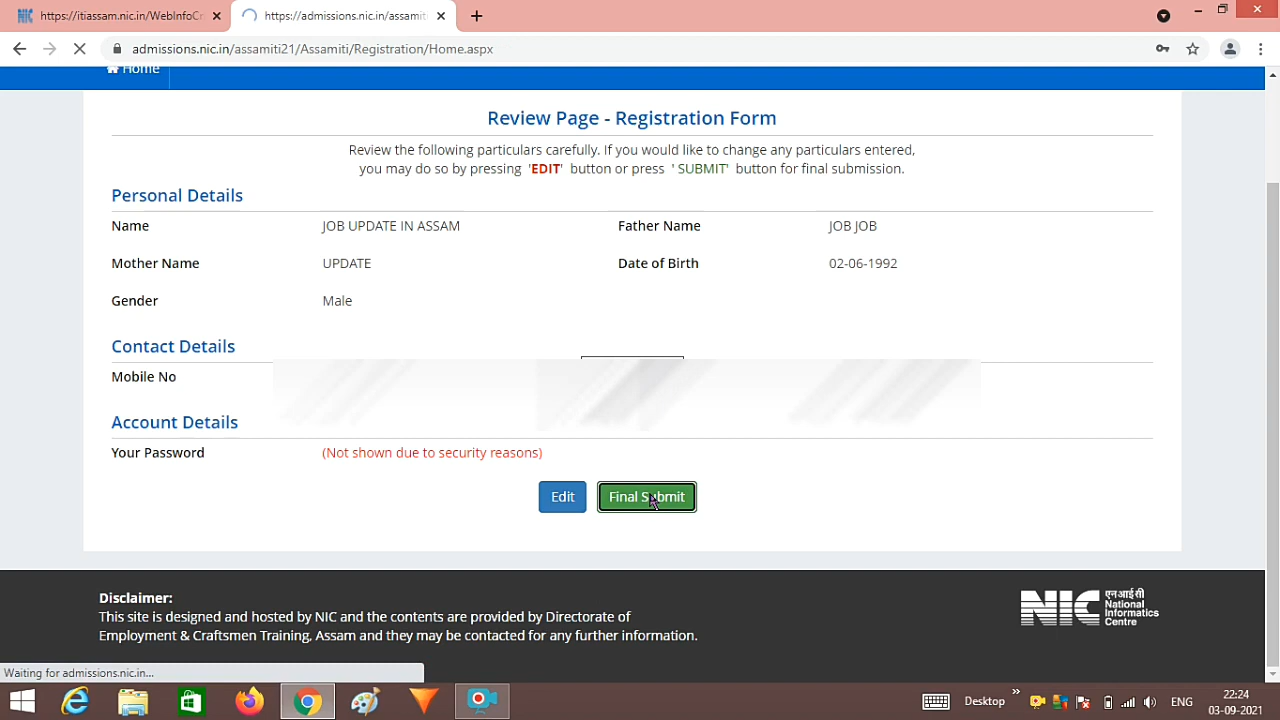 https://itiassam.nic.in/WebInfoCr
https://admissions.nic.in/assamiti
admissions.nic.in/assamiti21/Assamiti/Registration/Home.aspx
Home
Review Page - Registration Form
Review the following particulars carefully. If you would like to change any particulars entered,
you may do so by pressing 'EDIT' button or press ' SUBMIT' button for final submission.
Personal Details
Name JOB UPDATE IN ASSAM Father Name JOB JOB
Mother Name UPDATE Date of Birth 02-06-1992
Gender Male
Contact Details
Mobile No
Account Details
Your Password (Not shown due to security reasons)
Edit Final Submit
Disclaimer:
This site is designed and hosted by NIC and the contents are provided by Directorate of
Employment & Craftsmen Training, Assam and they may be contacted for any further information.
NIC एन आई सी
National
Informatics
Centre
Waiting for admissions.nic.in...
Desktop ENG 22:24
03-09-2021